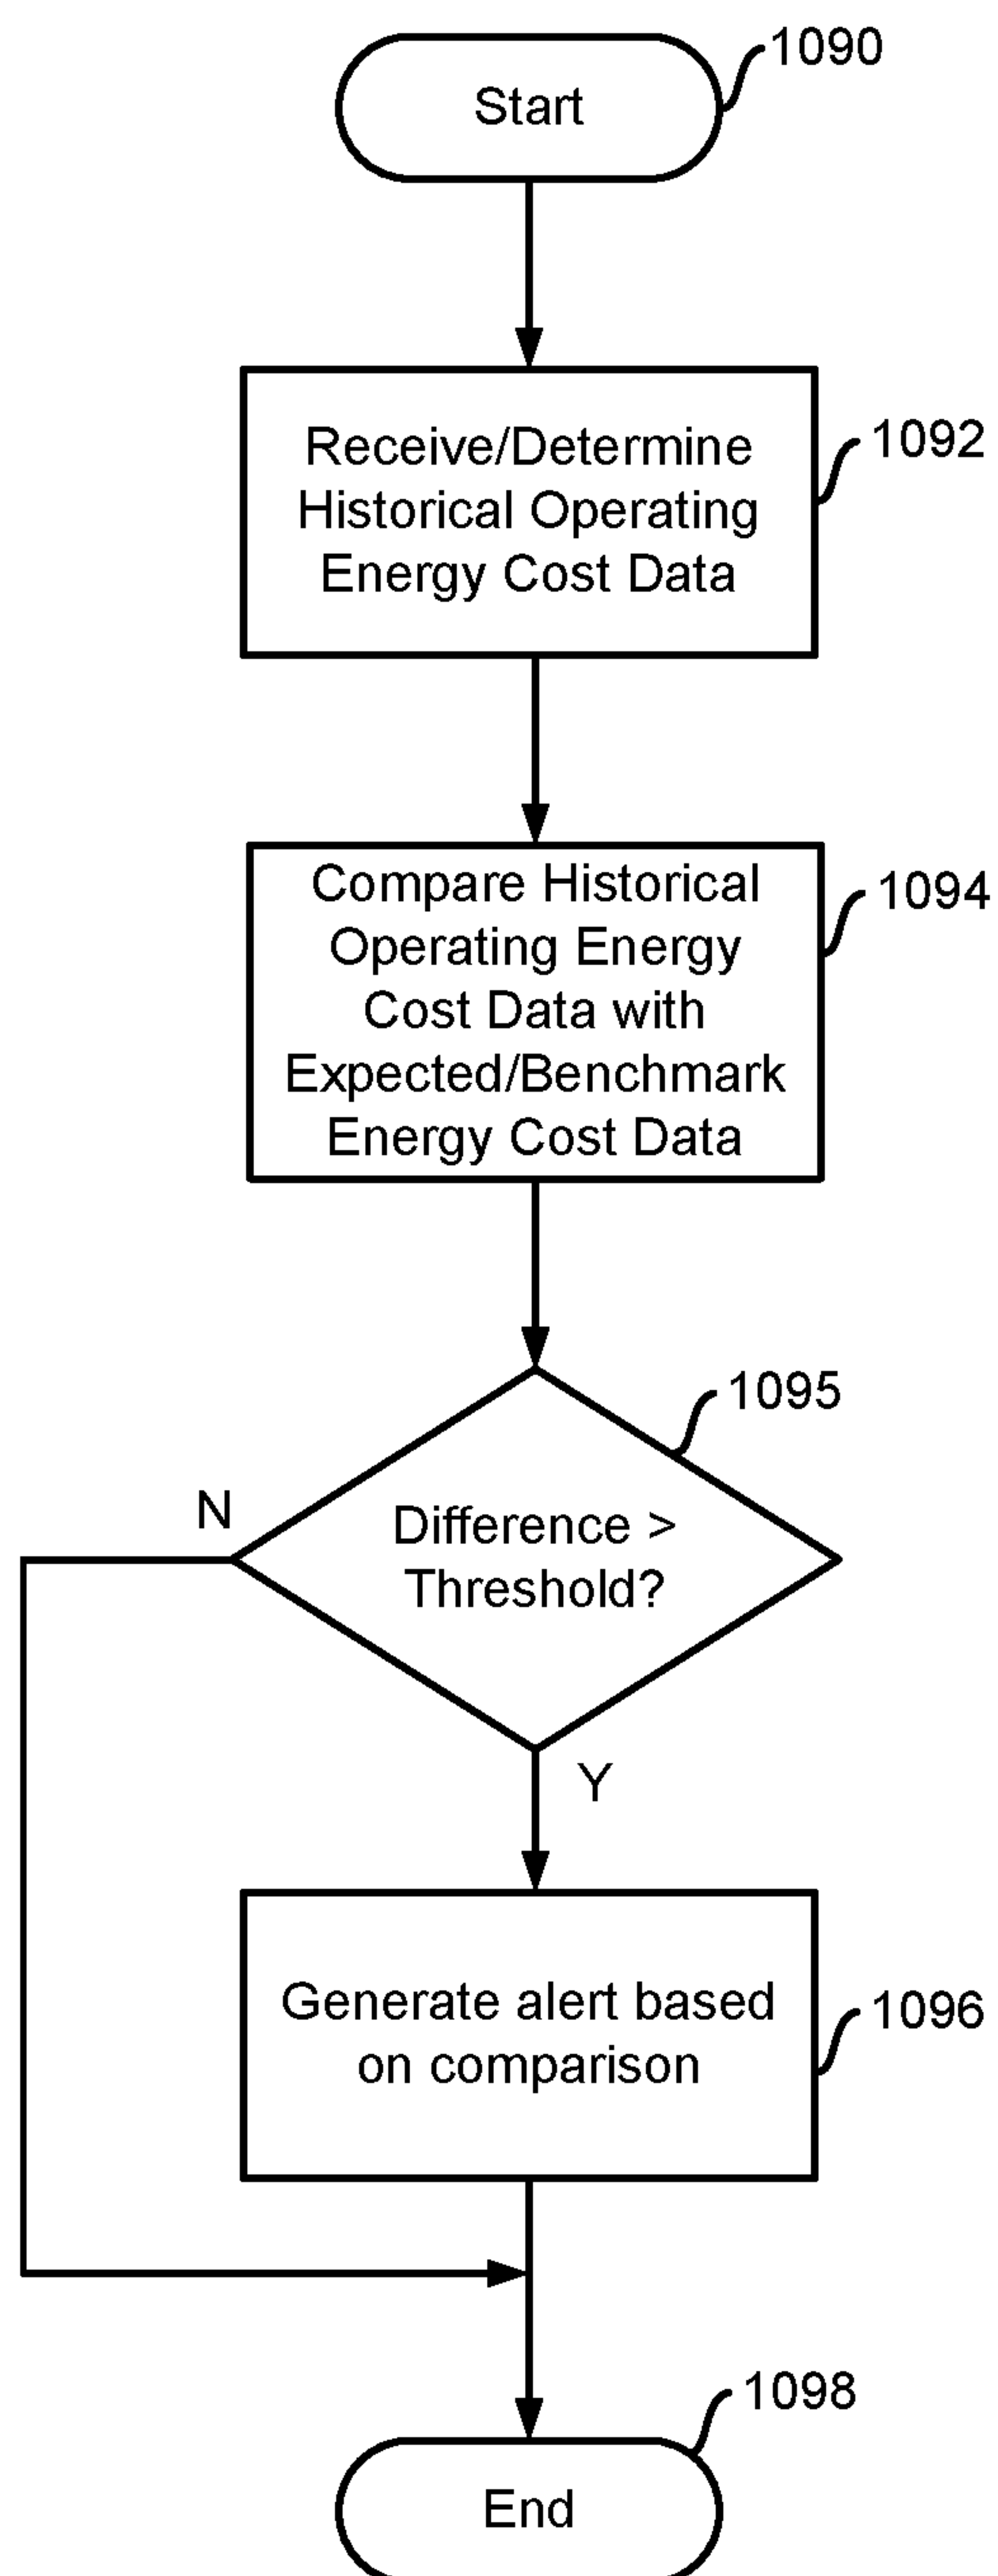 Start
1090
Receive/Determine
Historical Operating
Energy Cost Data
1092
Compare Historical
Operating Energy
Cost Data with
Expected/Benchmark
Energy Cost Data
1094
1095
Difference >
Threshold?
N
Y
Generate alert based
on comparison
1096
1098
End